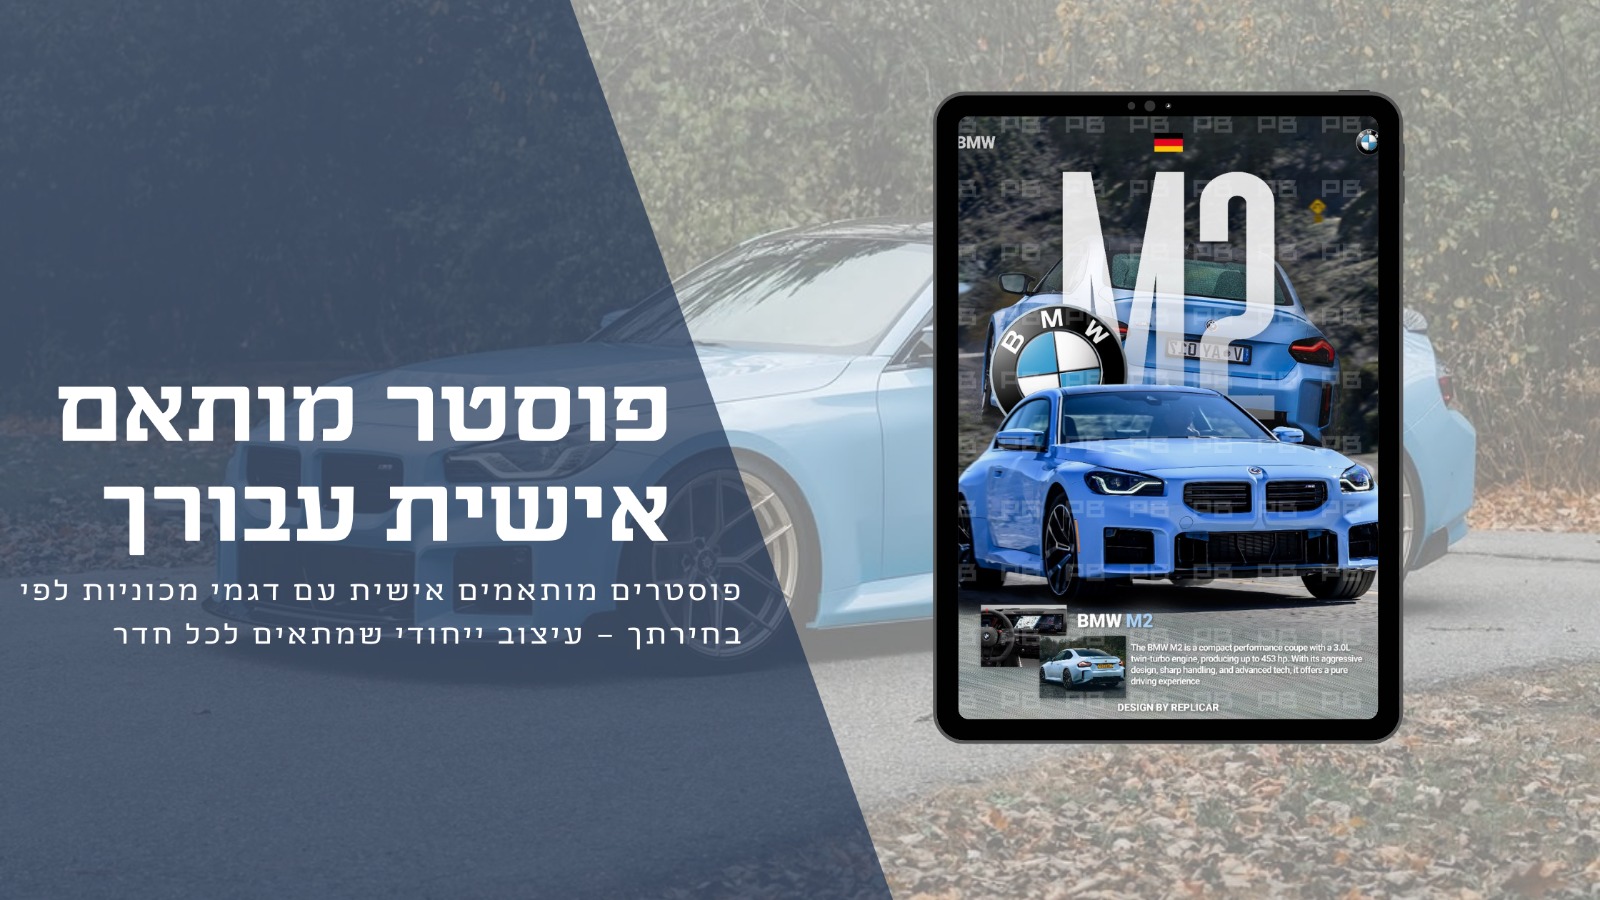 פוסטר מותאם
אישית עבורך
פוסטרים מותאמים אישית עם דגמי מכוניות לפי
בחירתך – עיצוב ייחודי שמתאים לכל חדר
BMW
M2
BMW
BMW M2
The BMW M2 is a compact performance coupe with a 3.0L
twin-turbo engine, producing up to 453 hp. With its aggressive
design, sharp handling, and advanced tech, it offers a pure
driving experience
DESIGN BY REPLICAR